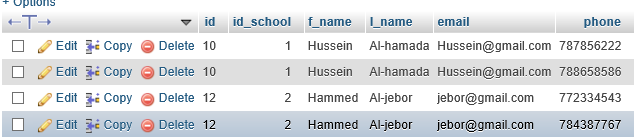 + Options
←T→ id id_school f_name l_name email phone
Edit Copy Delete 10 1 Hussein Al-hamada Hussein@gmail.com 787856222
Edit Copy Delete 10 1 Hussein Al-hamada Hussein@gmail.com 788658586
Edit Copy Delete 12 2 Hammed Al-jebor jebor@gmail.com 772334543
Edit Copy Delete 12 2 Hammed Al-jebor jebor@gmail.com 784387767